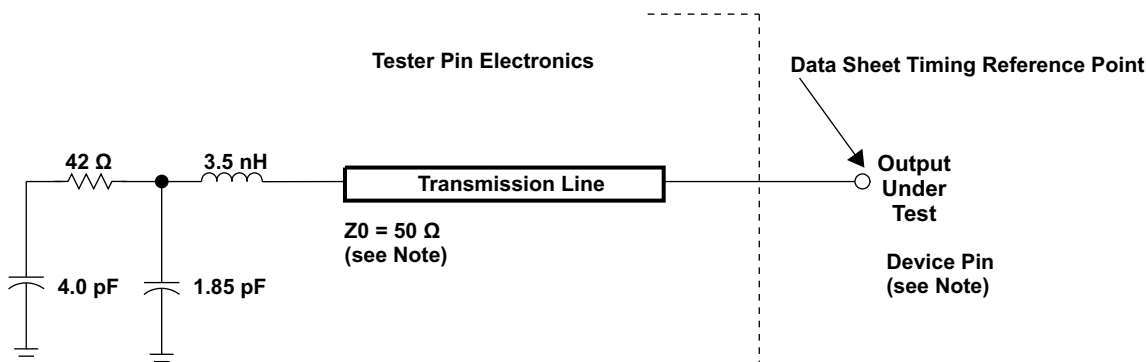 Tester Pin Electronics
Data Sheet Timing Reference Point
42 Ω
3.5 nH
Transmission Line
Output
Under
Test
Z0 = 50 Ω
(see Note)
Device Pin
(see Note)
4.0 pF
1.85 pF